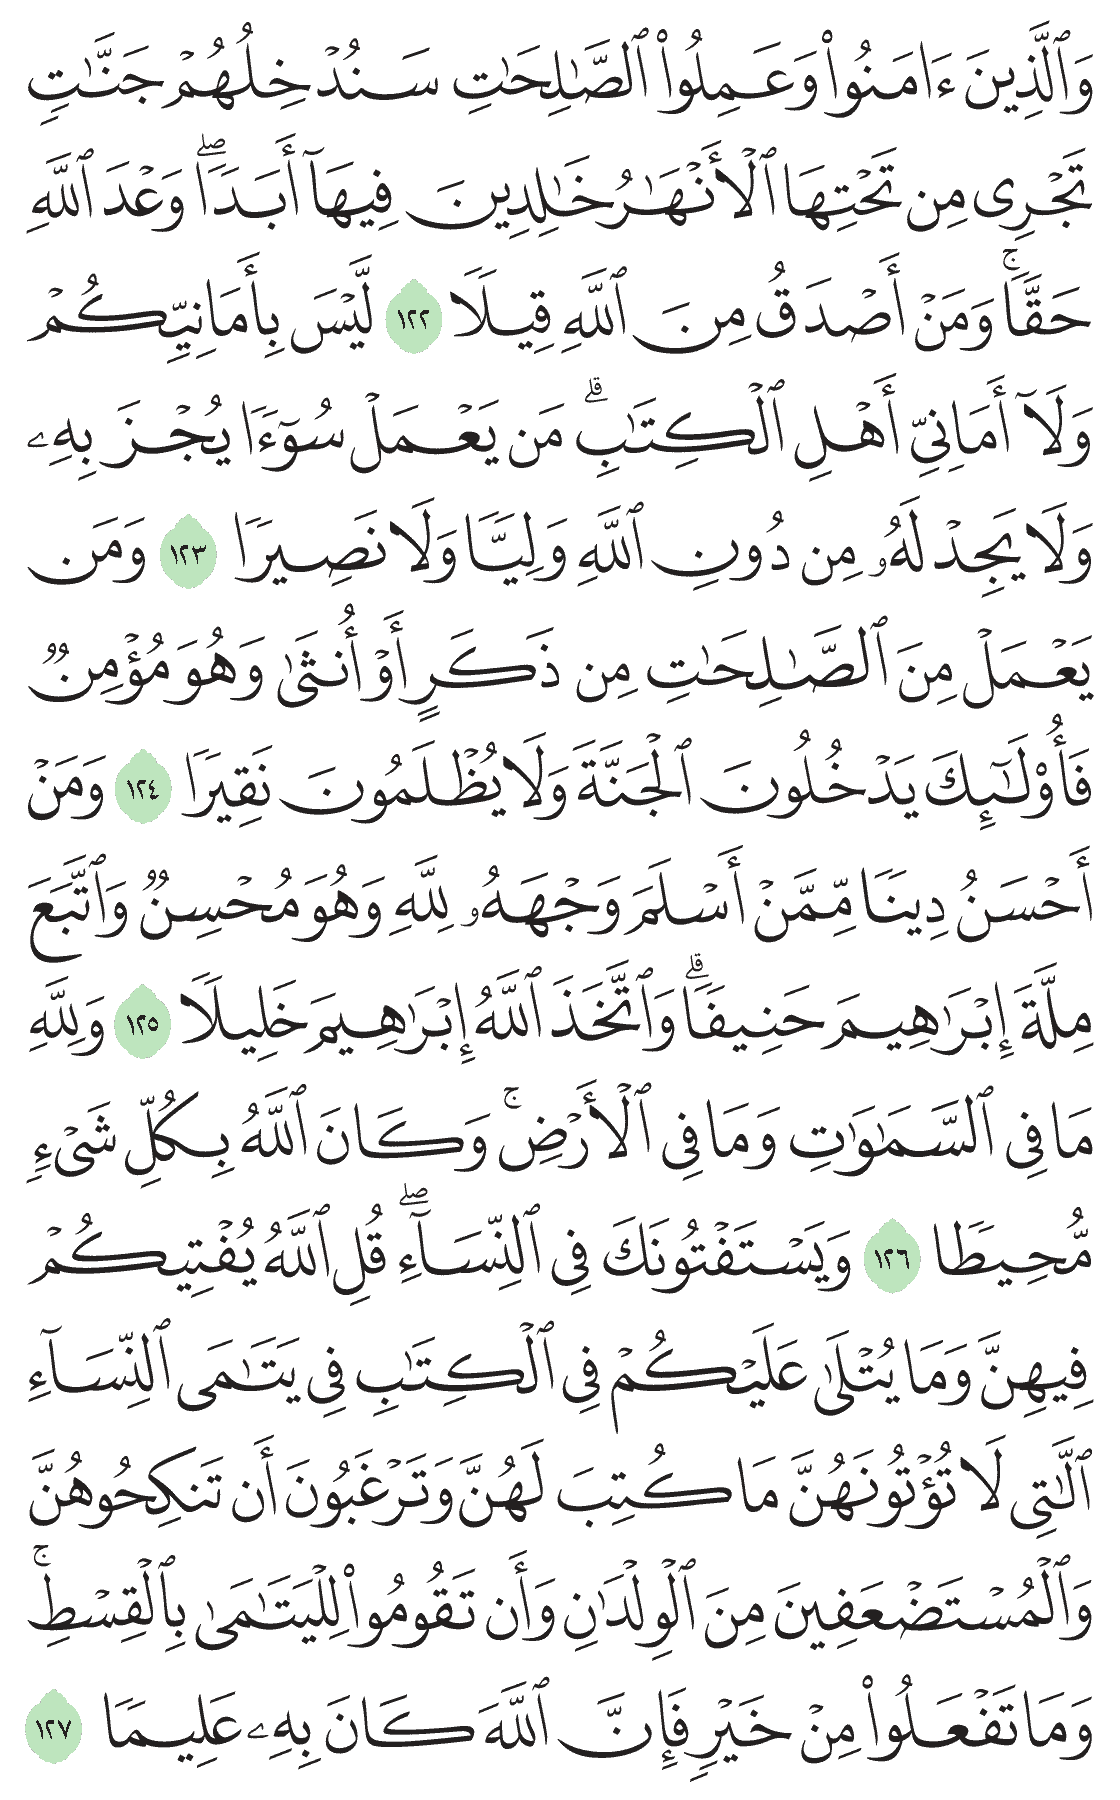 وَٱلَّذِينَ ءَامَنُواْ وَعَمِلُواْ ٱلصَّٰلِحَٰتِ سَنُدۡخِلُهُمۡ جَنَّٰتٖ
تَجۡرِي مِن تَحۡتِهَا ٱلۡأَنۡهَٰرُ خَٰلِدِينَ فِيهَآ أَبَدٗاۖ وَعۡدَ ٱللَّهِ
حَقّٗاۚ وَمَنۡ أَصۡدَقُ مِنَ ٱللَّهِ قِيلٗا ١٢٢ لَّيۡسَ بِأَمَانِيِّكُمۡ
وَلَآ أَمَانِيِّ أَهۡلِ ٱلۡكِتَٰبِۗ مَن يَعۡمَلۡ سُوٓءٗا يُجۡزَ بِهِۦ
وَلَا يَجِدۡ لَهُۥ مِن دُونِ ٱللَّهِ وَلِيّٗا وَلَا نَصِيرٗا ١٢٣ وَمَن
يَعۡمَلۡ مِنَ ٱلصَّٰلِحَٰتِ مِن ذَكَرٍ أَوۡ أُنثَىٰ وَهُوَ مُؤۡمِنٞ
فَأُوْلَٰٓئِكَ يَدۡخُلُونَ ٱلۡجَنَّةَ وَلَا يُظۡلَمُونَ نَقِيرٗا ١٢٤ وَمَنۡ
أَحۡسَنُ دِينٗا مِّمَّنۡ أَسۡلَمَ وَجۡهَهُۥ لِلَّهِ وَهُوَ مُحۡسِنٞ وَٱتَّبَعَ
مِلَّةَ إِبۡرَٰهِيمَ حَنِيفٗاۗ وَٱتَّخَذَ ٱللَّهُ إِبۡرَٰهِيمَ خَلِيلٗا ١٢٥ وَلِلَّهِ
مَا فِي ٱلسَّمَٰوَٰتِ وَمَا فِي ٱلۡأَرۡضِۚ وَكَانَ ٱللَّهُ بِكُلِّ شَيۡءٖ
مُّحِيطٗا ١٢٦ وَيَسۡتَفۡتُونَكَ فِي ٱلنِّسَآءِۖ قُلِ ٱللَّهُ يُفۡتِيكُمۡ
فِيهِنَّ وَمَا يُتۡلَىٰ عَلَيۡكُمۡ فِي ٱلۡكِتَٰبِ فِي يَتَٰمَى ٱلنِّسَآءِ
ٱلَّٰتِي لَا تُؤۡتُونَهُنَّ مَا كُتِبَ لَهُنَّ وَتَرۡغَبُونَ أَن تَنكِحُوهُنَّ
وَٱلۡمُسۡتَضۡعَفِينَ مِنَ ٱلۡوِلۡدَٰنِ وَأَن تَقُومُواْ لِلۡيَتَٰمَىٰ بِٱلۡقِسۡطِۚ
وَمَا تَفۡعَلُواْ مِنۡ خَيۡرٖ فَإِنَّ ٱللَّهَ كَانَ بِهِۦ عَلِيمٗا ١٢٧